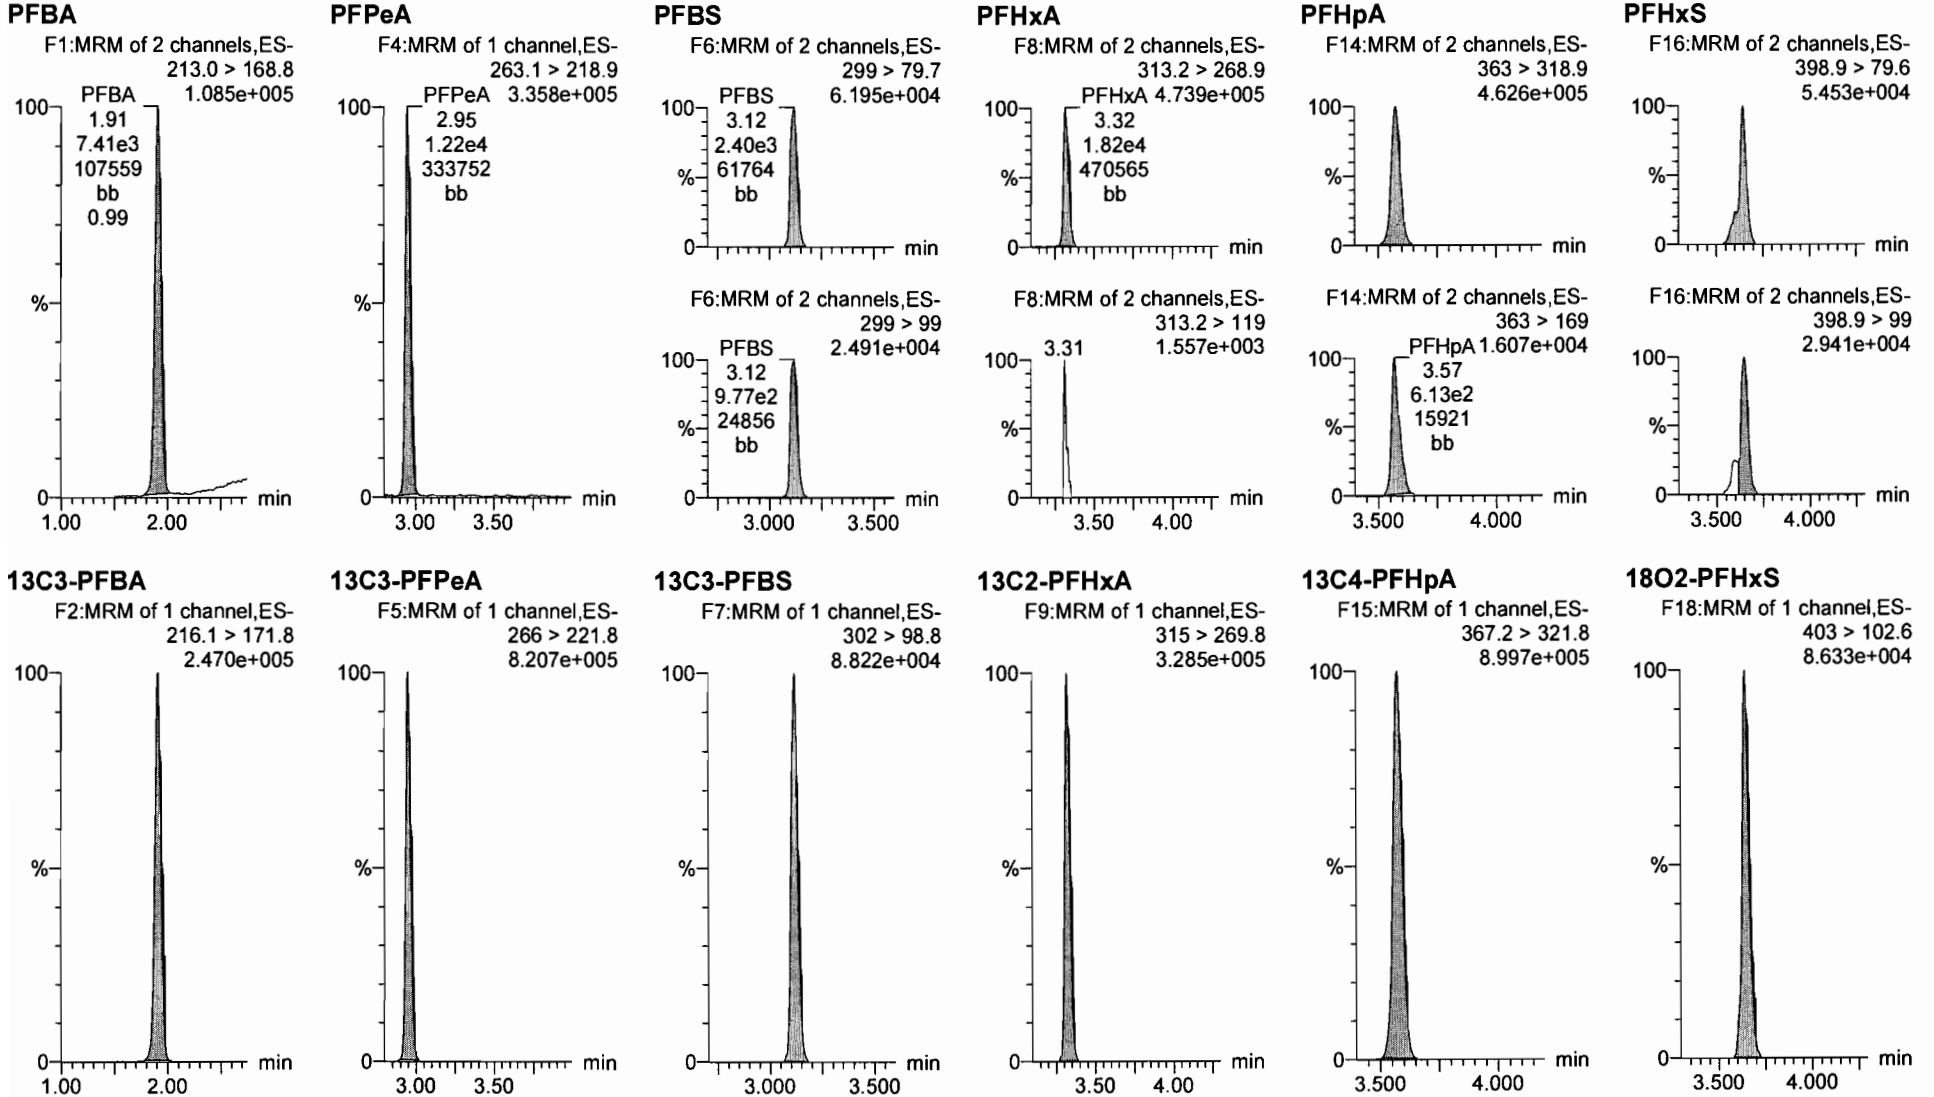 PFBA
F1:MRM of 2 channels,ES-
213.0 > 168.8
1.085e+005
PFBA
1.91
7.41e3
107559
bb
0.99
100
%
0
min
1.00 2.00
PFPeA
F4:MRM of 1 channel,ES-
263.1 > 218.9
3.358e+005
PFPeA
2.95
1.22e4
333752
bb
100
%
0
min
3.00 3.50
PFBS
F6:MRM of 2 channels,ES-
299 > 79.7
6.195e+004
PFBS
3.12
2.40e3
61764
bb
100
%
0
min
F6:MRM of 2 channels,ES-
299 > 99
2.491e+004
PFBS
3.12
9.77e2
24856
bb
100
%
0
min
3.000 3.500
PFHxA
F8:MRM of 2 channels,ES-
313.2 > 268.9
4.739e+005
PFHxA
3.32
1.82e4
470565
bb
100
%
0
min
F8:MRM of 2 channels,ES-
313.2 > 119
1.557e+003
3.31
100
%
0
min
3.50 4.00
PFHpA
F14:MRM of 2 channels,ES-
363 > 318.9
4.626e+005
100
%
0
min
F14:MRM of 2 channels,ES-
363 > 169
1.607e+004
PFHpA
3.57
6.13e2
15921
bb
100
%
0
min
3.500 4.000
PFHxS
F16:MRM of 2 channels,ES-
398.9 > 79.6
5.453e+004
100
%
0
min
F16:MRM of 2 channels,ES-
398.9 > 99
2.941e+004
100
%
0
min
3.500 4.000
13C3-PFBA
F2:MRM of 1 channel,ES-
216.1 > 171.8
2.470e+005
100
%
0
min
1.00 2.00
13C3-PFPeA
F5:MRM of 1 channel,ES-
266 > 221.8
8.207e+005
100
%
0
min
3.00 3.50
13C3-PFBS
F7:MRM of 1 channel,ES-
302 > 98.8
8.822e+004
100
%
0
min
3.000 3.500
13C2-PFHxA
F9:MRM of 1 channel,ES-
315 > 269.8
3.285e+005
100
%
0
min
3.50 4.00
13C4-PFHpA
F15:MRM of 1 channel,ES-
367.2 > 321.8
8.997e+005
100
%
0
min
3.500 4.000
18O2-PFHxS
F18:MRM of 1 channel,ES-
403 > 102.6
8.633e+004
100
%
0
min
3.500 4.000